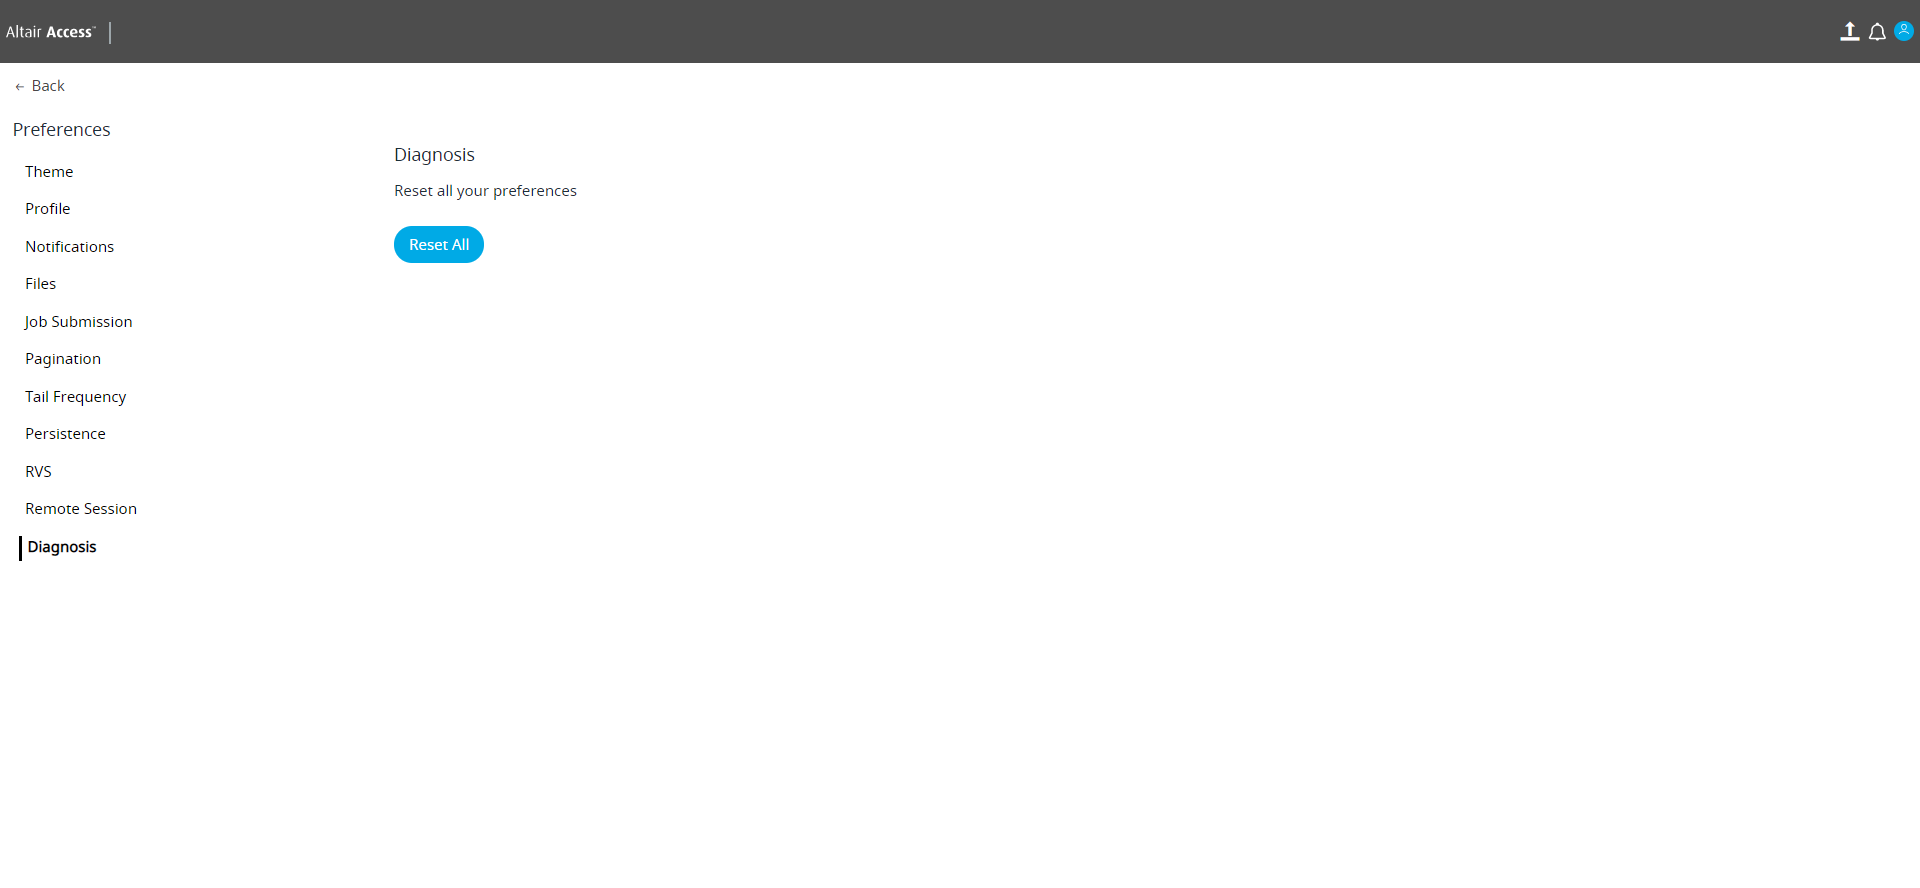 Altair Access™
← Back
Preferences
Theme
Profile
Notifications
Files
Job Submission
Pagination
Tail Frequency
Persistence
RVS
Remote Session
Diagnosis
Diagnosis
Reset all your preferences
Reset All